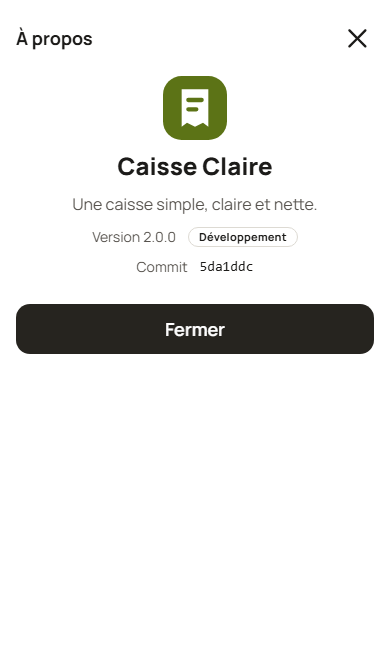 À propos
Caisse Claire
Une caisse simple, claire et nette.
Version 2.0.0 Développement
Commit 5da1ddc
Fermer